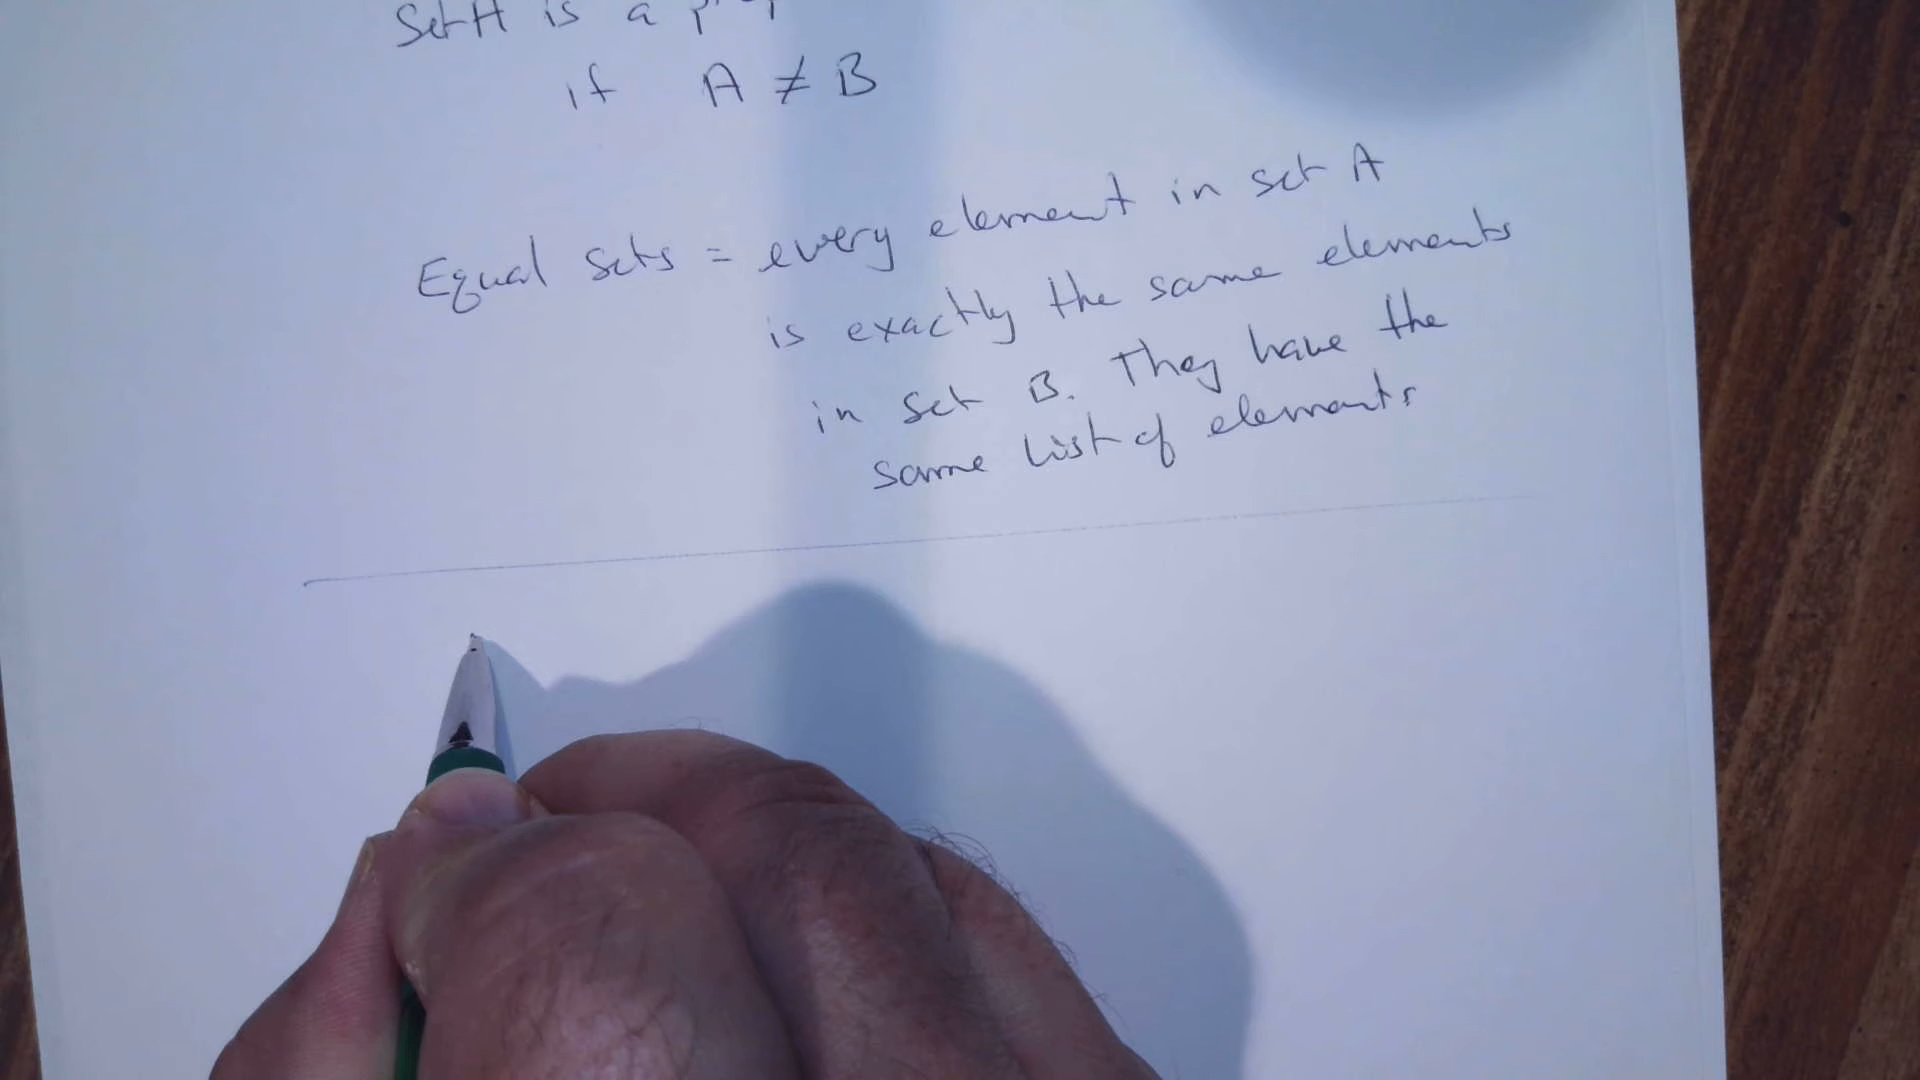 Set A is a
if A ≠ B
Equal sets = every element in set A
is exactly the same elements
in set B. They have the
same list of elements